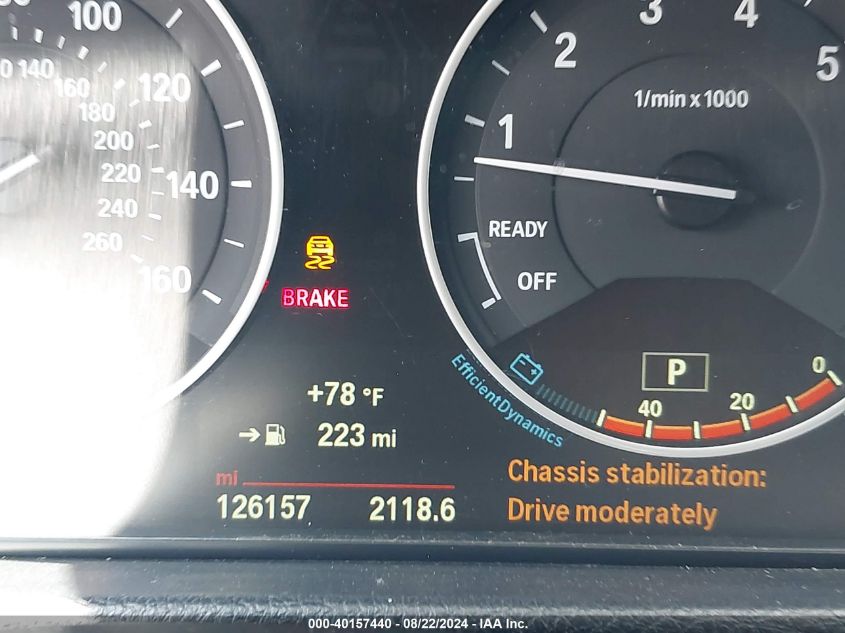 100
120
140
160
140
160
180
200
220
240
260
BRAKE
+78 °F
223 mi
mi
126157 2118.6
1
2
3
4
5
1/min x 1000
READY
OFF
P
EfficientDynamics
40
20
0
Chassis stabilization:
Drive moderately
000-40157440 - 08/22/2024 - IAA Inc.